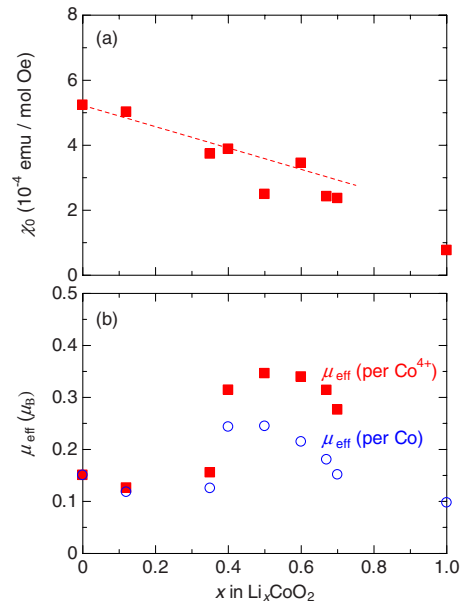 (a)
8
6
4
2
0
χ0 (10-4 emu / mol Oe)
(b)
0.5
0.4
0.3
0.2
0.1
0
μeff (μB)
μeff (per Co4+)
μeff (per Co)
0 0.2 0.4 0.6 0.8 1.0
x in LixCoO2